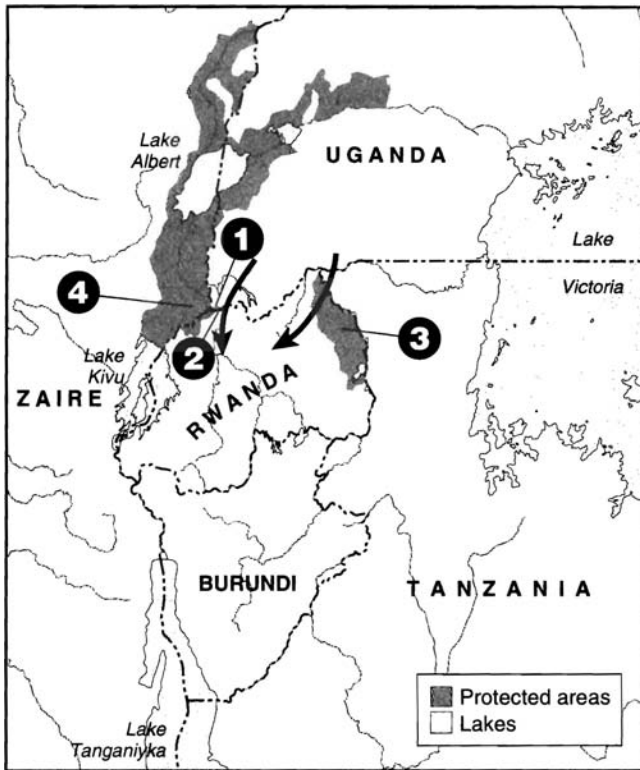 Lake
Albert
UGANDA
1
Lake
4
Victoria
2
3
Lake
Kivu
ZAIRE
RWANDA
BURUNDI
TANZANIA
Protected areas
Lakes
Lake
Tanganiyka